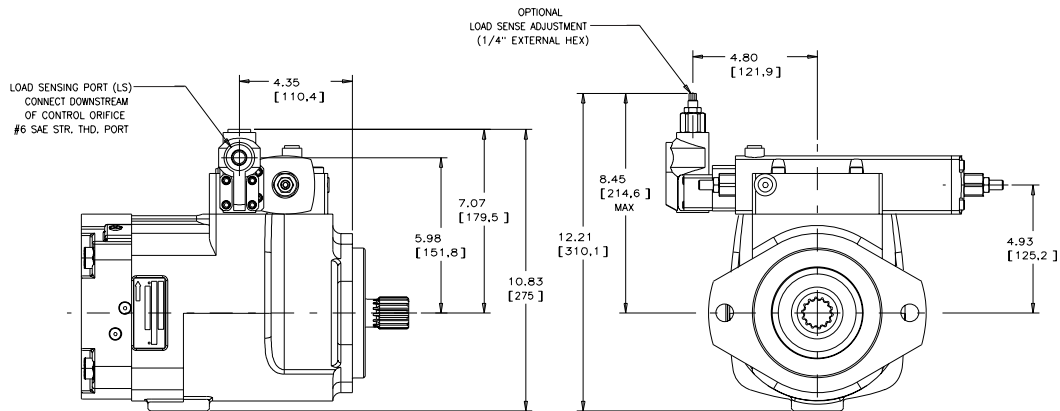 OPTIONAL
LOAD SENSE ADJUSTMENT
(1/4" EXTERNAL HEX)
LOAD SENSING PORT (LS)
CONNECT DOWNSTREAM
OF CONTROL ORIFICE
#6 SAE STR. THD. PORT
4.35
[110,4]
7.07
[179,5]
5.98
[151,8]
10.83
[275]
4.80
[121,9]
8.45
[214,6]
MAX
12.21
[310,1]
4.93
[125,2]